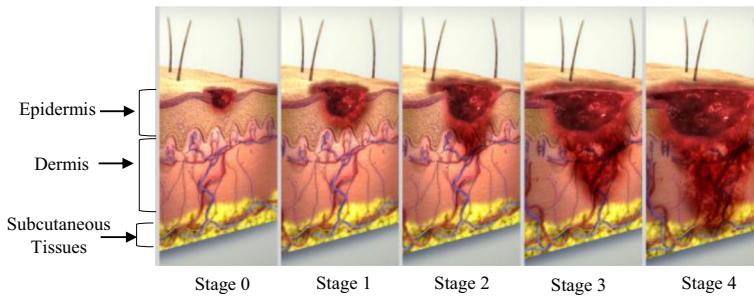 Epidermis
Dermis
Subcutaneous
Tissues
Stage 0
Stage 1
Stage 2
Stage 3
Stage 4